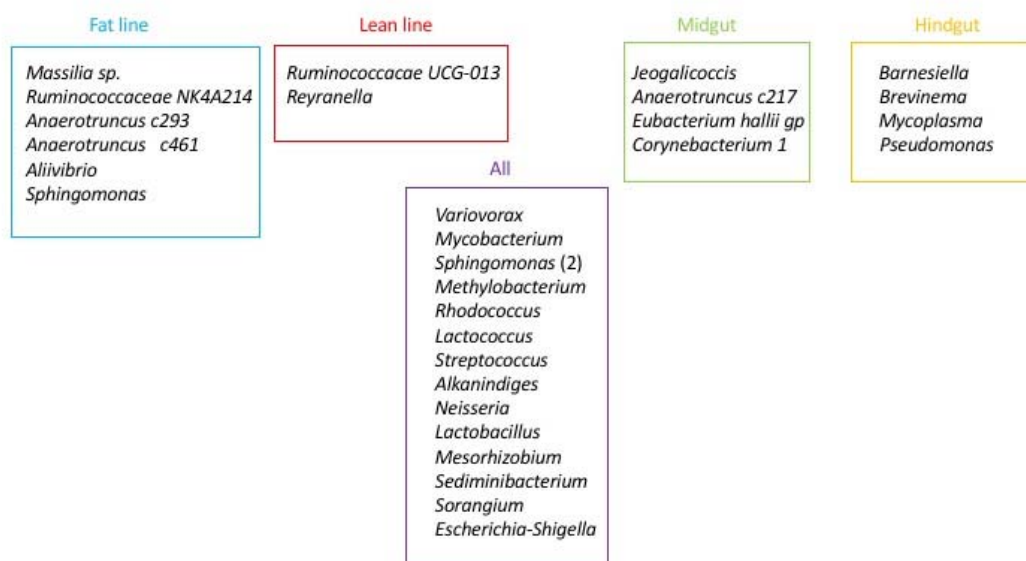 Fat line
Massilia sp.
Ruminococcaceae NK4A214
Anaerotruncus c293
Anaerotruncus c461
Aliivibrio
Sphingomonas
Lean line
Ruminococcacae UCG-013
Reyranella
Midgut
Jeogalicoccis
Anaerotruncus c217
Eubacterium hallii gp
Corynebacterium 1
Hindgut
Barnesiella
Brevinema
Mycoplasma
Pseudomonas
All
Variovorax
Mycobacterium
Sphingomonas (2)
Methylobacterium
Rhodococcus
Lactococcus
Streptococcus
Alkanindiges
Neisseria
Lactobacillus
Mesorhizobium
Sediminibacterium
Sorangium
Escherichia-Shigella